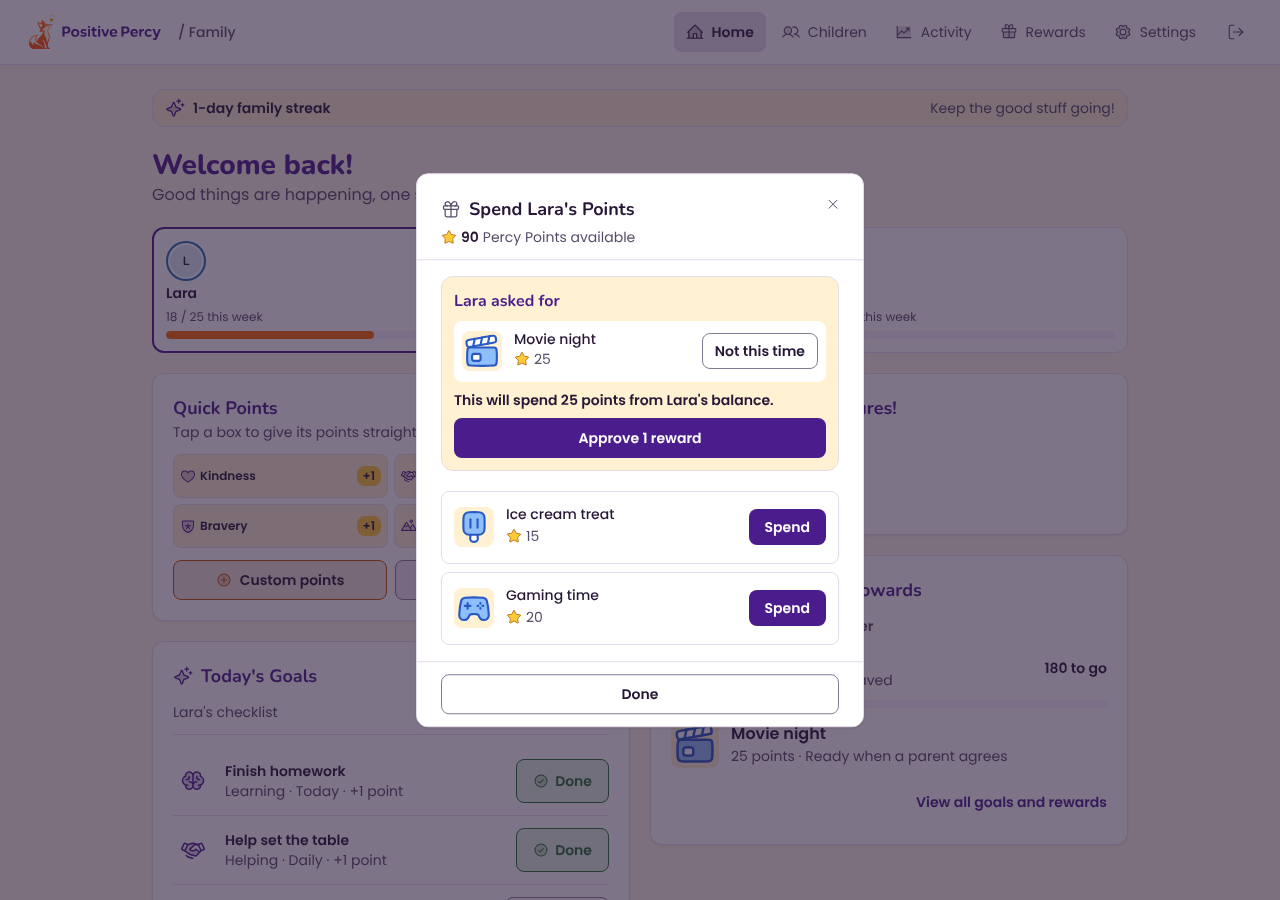 Positive Percy / Family
Home Children Activity Rewards Settings
1-day family streak Keep the good stuff going!
Welcome back!
Good things are happening, one
L
Lara
18 / 25 this week
this week
Quick Points
Tap a box to give its points straight
Kindness +1
Bravery +1
Custom points
Today's Goals
Lara's checklist
Finish homework
Learning · Today · +1 point
Done
Help set the table
Helping · Daily · +1 point
Done
180 to go
Movie night
25 points · Ready when a parent agrees
View all goals and rewards
Spend Lara's Points
90 Percy Points available
Lara asked for
Movie night
25
Not this time
This will spend 25 points from Lara's balance.
Approve 1 reward
Ice cream treat
15
Spend
Gaming time
20
Spend
Done